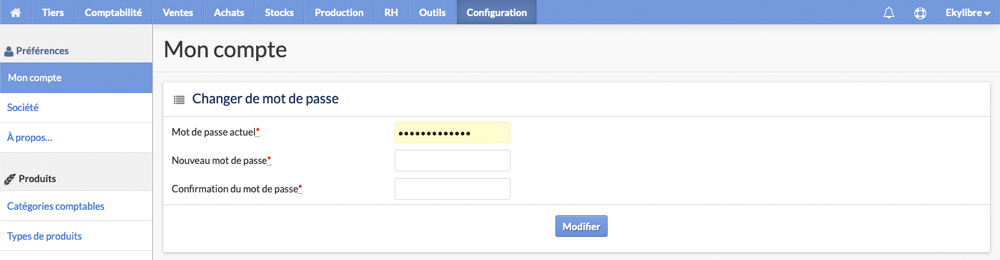 Tiers Comptabilité Ventes Achats Stocks Production RH Outils Configuration Ekylibre
Préférences
Mon compte
Société
À propos...
Produits
Catégories comptables
Types de produits
Mon compte
Changer de mot de passe
Mot de passe actuel* •••••••••••••
Nouveau mot de passe*
Confirmation du mot de passe*
Modifier